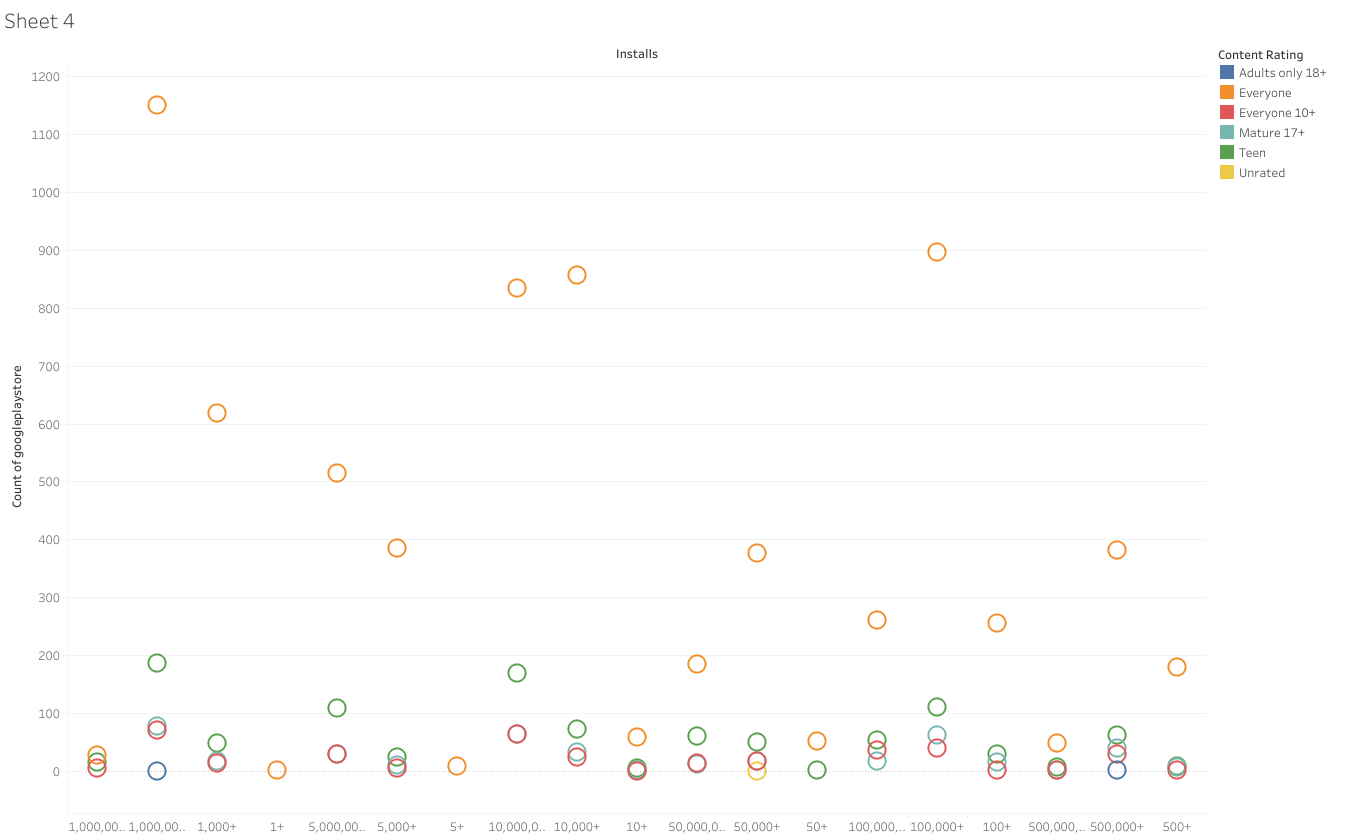 Sheet 4
Installs
Content Rating
Adults only 18+
Everyone
Everyone 10+
Mature 17+
Teen
Unrated
Count of googleplaystore
1200
1100
1000
900
800
700
600
500
400
300
200
100
0
1,000,00.. 1,000,00.. 1,000+ 1+ 5,000,00.. 5,000+ 5+ 10,000,0.. 10,000+ 10+ 50,000,0.. 50,000+ 50+ 100,000,.. 100,000+ 100+ 500,000,.. 500,000+ 500+